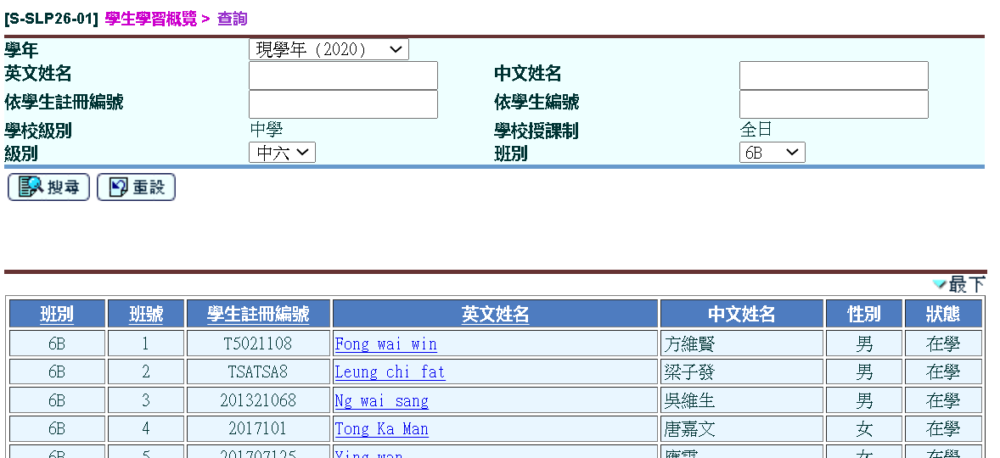 [S-SLP26-01] 學生學習概覽 > 查詢
學年 現學年 (2020)
英文姓名 中文姓名
依學生註冊編號 依學生編號
學校級別 中學 學校授課制 全日
級別 中六 班別 6B
搜尋 重設
最下
班別 班號 學生註冊編號 英文姓名 中文姓名 性別 狀態
6B 1 T5021108 Fong wai win 方維賢 男 在學
6B 2 TSATSA8 Leung chi fat 梁子發 男 在學
6B 3 201321068 Ng wai sang 吳維生 男 在學
6B 4 2017101 Tong Ka Man 唐嘉文 女 在學
6B 5 201707125 Ying wan 女 在學